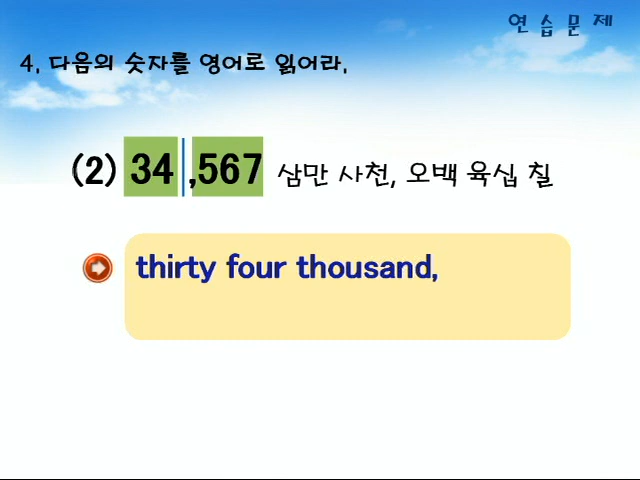 연 습 문 제
4. 다음의 숫자를 영어로 읽어라.
(2) 34,567 삼만 사천, 오백 육십 칠
thirty four thousand,